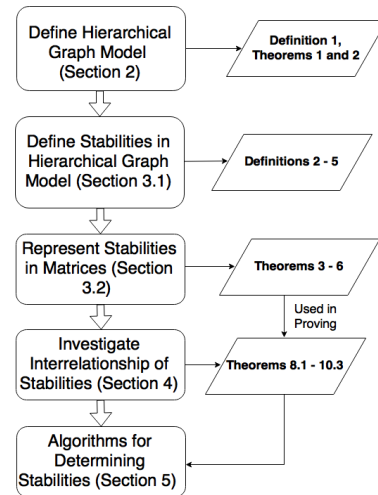 Define Hierarchical
Graph Model
(Section 2)
Definition 1,
Theorems 1 and 2
Define Stabilities in
Hierarchical Graph
Model (Section 3.1)
Definitions 2 - 5
Represent Stabilities
in Matrices (Section
3.2)
Theorems 3 - 6
Used in
Proving
Investigate
Interrelationship of
Stabilities (Section 4)
Theorems 8.1 - 10.3
Algorithms for
Determining
Stabilities (Section 5)